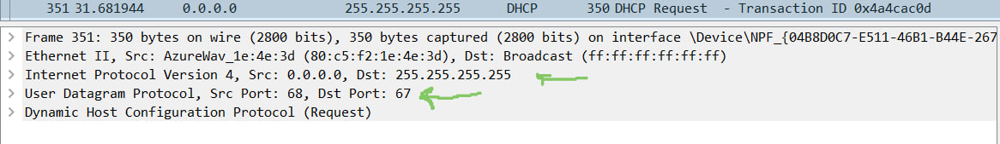 351 31.681944 0.0.0.0 255.255.255.255 DHCP 350 DHCP Request - Transaction ID 0x4a4cac0d
Frame 351: 350 bytes on wire (2800 bits), 350 bytes captured (2800 bits) on interface \Device\NPF_{04B8D0C7-E511-46B1-B44E-267
Ethernet II, Src: AzureWav_1e:4e:3d (80:c5:f2:1e:4e:3d), Dst: Broadcast (ff:ff:ff:ff:ff:ff)
Internet Protocol Version 4, Src: 0.0.0.0, Dst: 255.255.255.255
User Datagram Protocol, Src Port: 68, Dst Port: 67
Dynamic Host Configuration Protocol (Request)